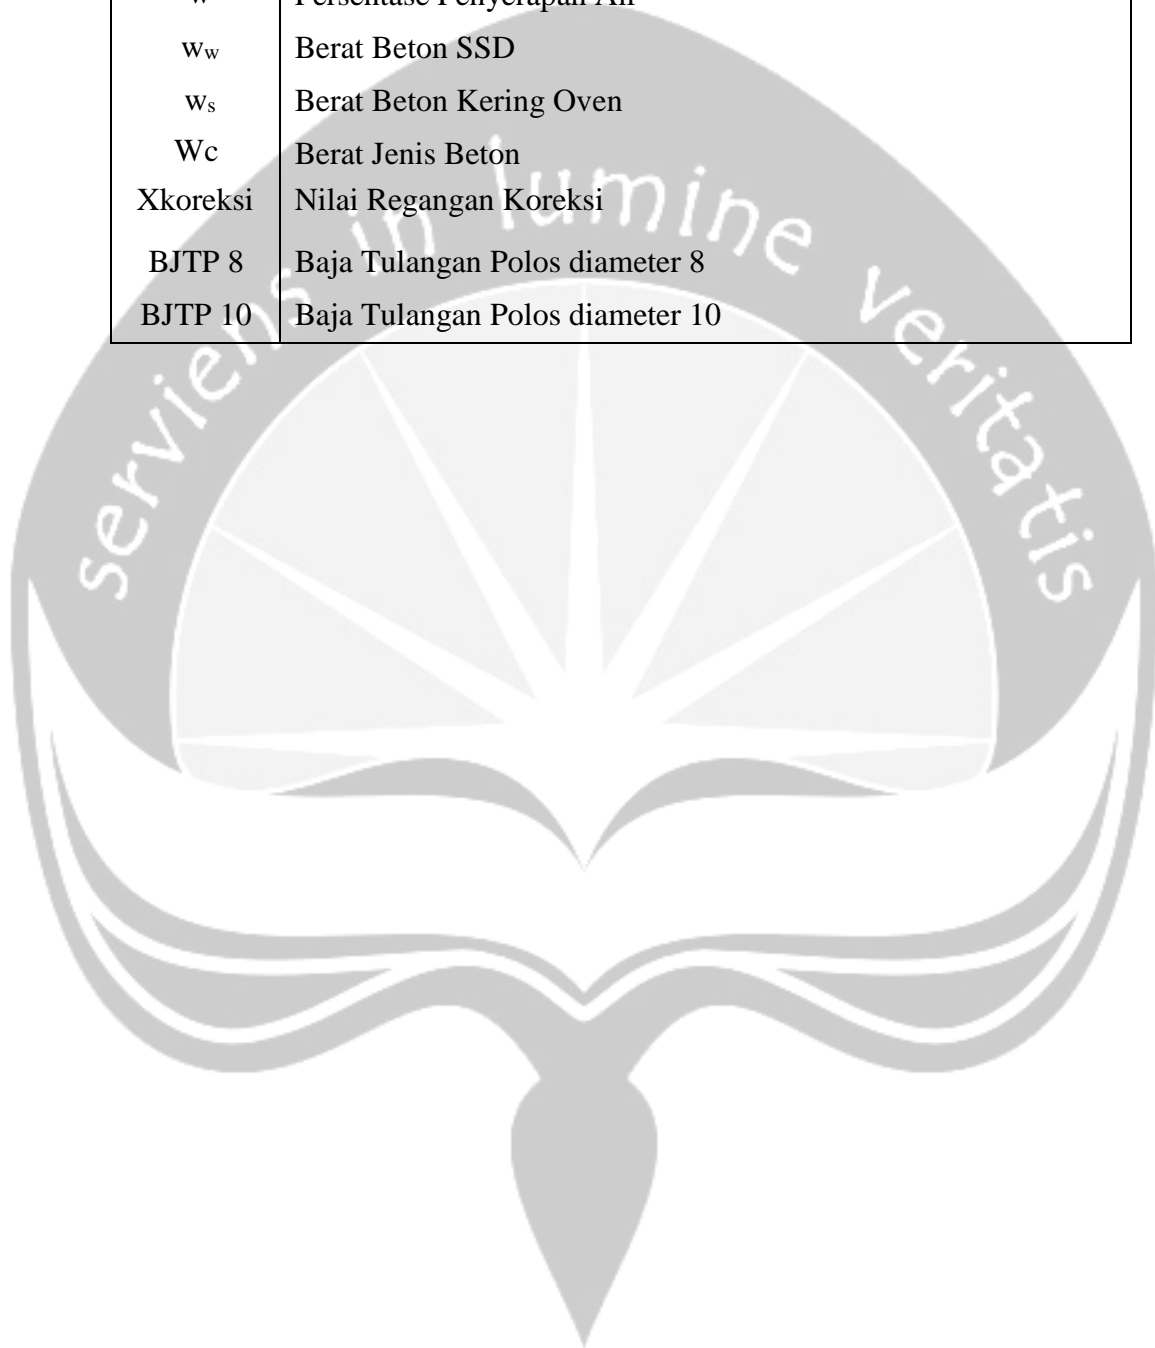 w Persentase Penyerapan Air
ww Berat Beton SSD
ws Berat Beton Kering Oven
Wc Berat Jenis Beton
Xkoreksi Nilai Regangan Koreksi
BJTP 8 Baja Tulangan Polos diameter 8
BJTP 10 Baja Tulangan Polos diameter 10
serviens in lumine veritatis